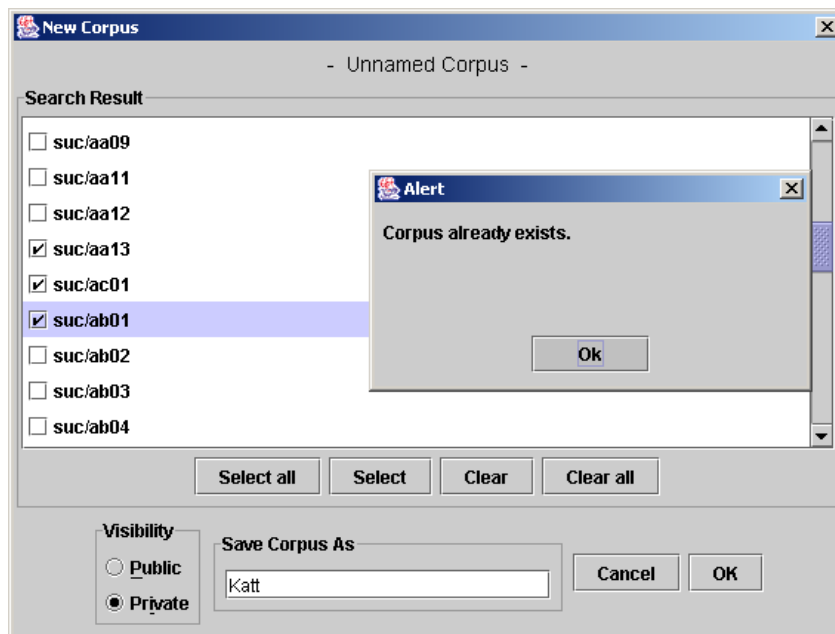 New Corpus
- Unnamed Corpus -
Search Result
suc/aa09
suc/aa11
suc/aa12
suc/aa13
suc/ac01
suc/ab01
suc/ab02
suc/ab03
suc/ab04
Alert
Corpus already exists.
Ok
Select all Select Clear Clear all
Visibility
Public
Private
Save Corpus As
Katt
Cancel OK